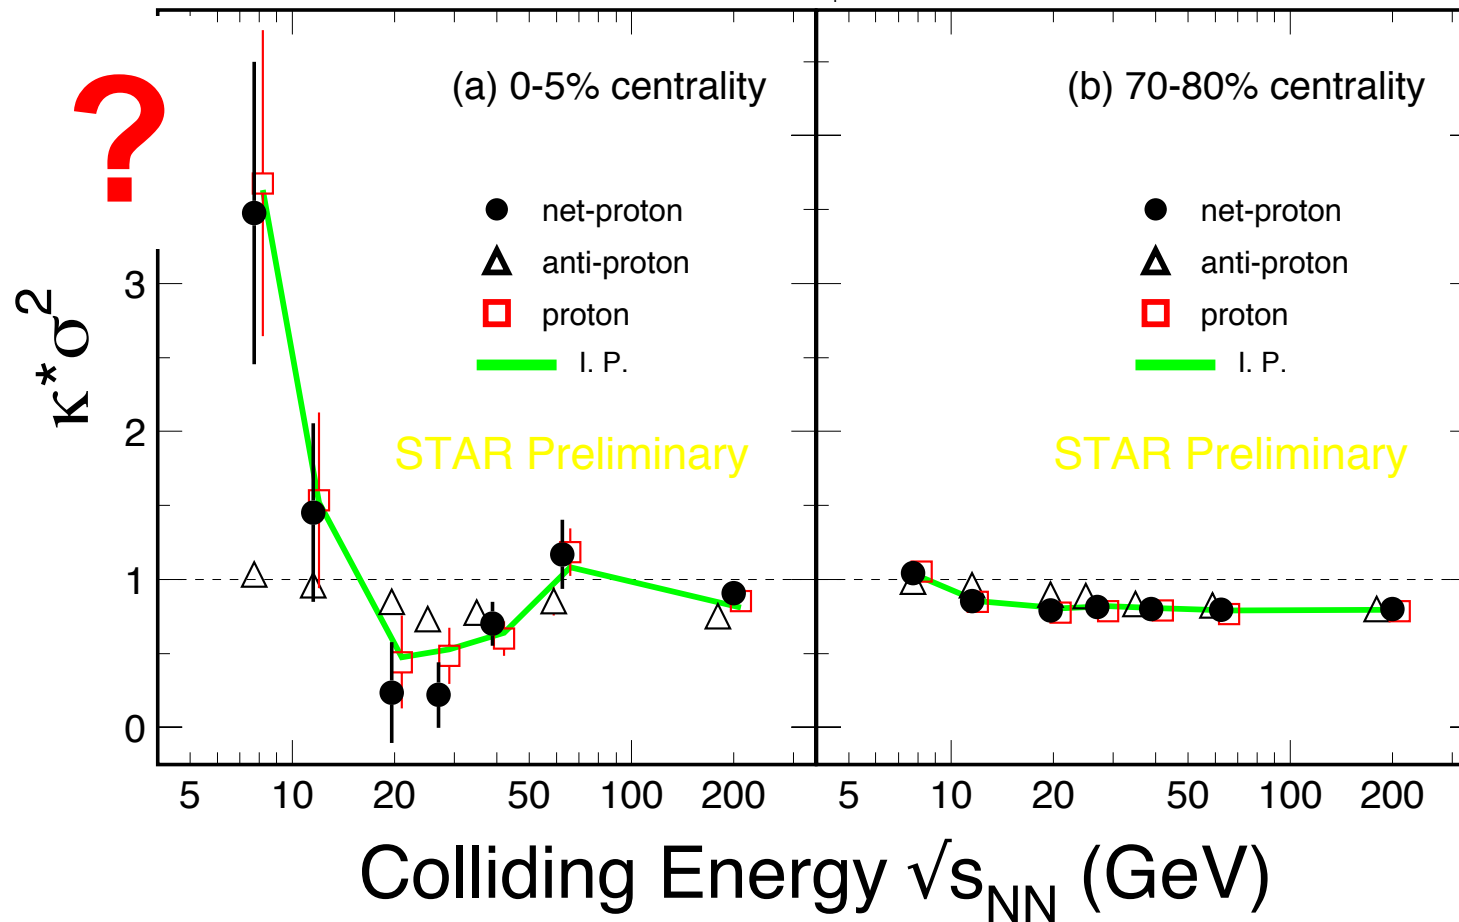 ?
(a) 0-5% centrality
net-proton
anti-proton
proton
I. P.
STAR Preliminary
(b) 70-80% centrality
net-proton
anti-proton
proton
I. P.
STAR Preliminary
κ*σ²
3
2
1
0
5 10 20 50 100 200
5 10 20 50 100 200
Colliding Energy √sNN (GeV)